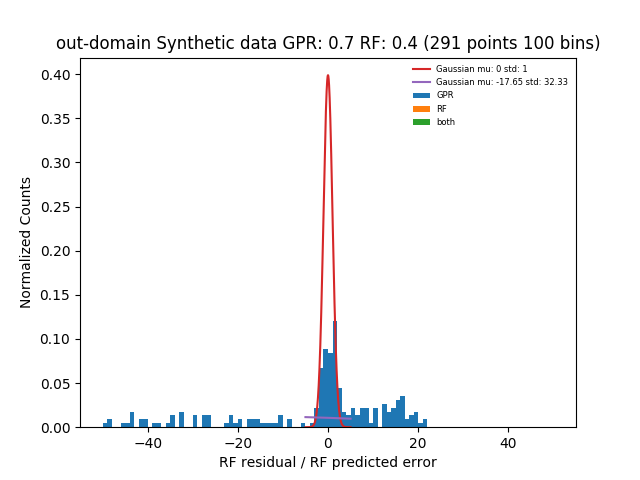 out-domain Synthetic data GPR: 0.7 RF: 0.4 (291 points 100 bins)
Gaussian mu: 0 std: 1
Gaussian mu: -17.65 std: 32.33
GPR
RF
both
Normalized Counts
0.40
0.35
0.30
0.25
0.20
0.15
0.10
0.05
0.00
−40 −20 0 20 40
RF residual / RF predicted error